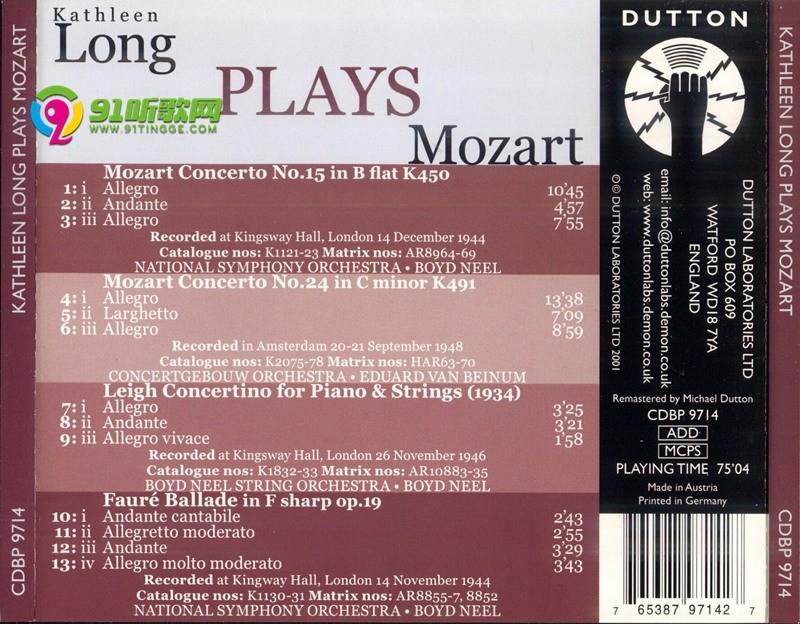 KATHLEEN LONG PLAYS MOZART
CDBP 9714
Kathleen
Long
PLAYS
Mozart
91听歌网
WWW.91TINGGE.COM
Mozart Concerto No.15 in B flat K450
1: i Allegro 10'45
2: ii Andante 4'57
3: iii Allegro 7'55
Recorded at Kingsway Hall, London 14 December 1944
Catalogue nos: K1121-23 Matrix nos: AR8964-69
NATIONAL SYMPHONY ORCHESTRA • BOYD NEEL
Mozart Concerto No.24 in C minor K491
4: i Allegro 13'38
5: ii Larghetto 7'09
6: iii Allegro 8'59
Recorded in Amsterdam 20-21 September 1948
Catalogue nos: K2075-78 Matrix nos: HAR63-70
CONCERTGEBOUW ORCHESTRA • EDUARD VAN BEINUM
Leigh Concertino for Piano & Strings (1934)
7: i Allegro 3'25
8: ii Andante 3'21
9: iii Allegro vivace 1'58
Recorded at Kingsway Hall, London 26 November 1946
Catalogue nos: K1832-33 Matrix nos: AR10883-35
BOYD NEEL STRING ORCHESTRA • BOYD NEEL
Fauré Ballade in F sharp op.19
10: i Andante cantabile 2'43
11: ii Allegretto moderato 2'55
12: iii Andante 3'29
13: iv Allegro molto moderato 3'43
Recorded at Kingway Hall, London 14 November 1944
Catalogue nos: K1130-31 Matrix nos: AR8855-7, 8852
NATIONAL SYMPHONY ORCHESTRA • BOYD NEEL
DUTTON
DUTTON LABORATORIES LTD
PO BOX 609
WATFORD WD18 7YA
ENGLAND
email: info@duttonlabs.demon.co.uk
web: www.duttonlabs.demon.co.uk
℗© DUTTON LABORATORIES LTD 2001
Remastered by Michael Dutton
CDBP 9714
ADD
MCPS
PLAYING TIME 75'04
Made in Austria
Printed in Germany
7 65387 97142 7
KATHLEEN LONG PLAYS MOZART
CDBP 9714